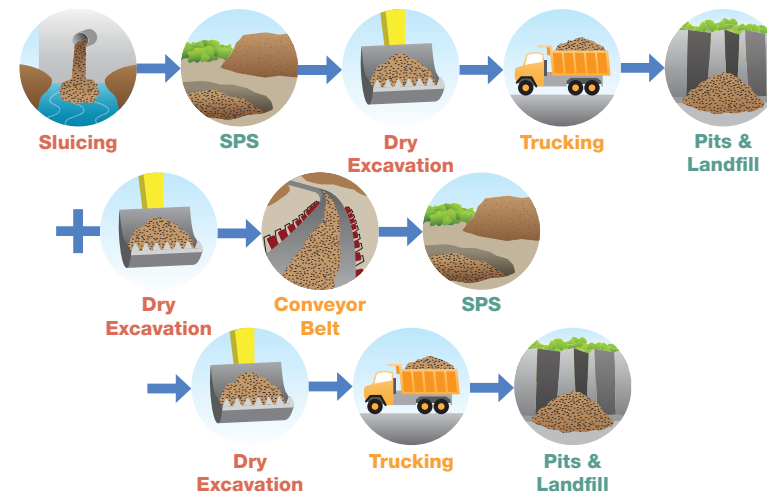 Sluicing
SPS
Dry
Excavation
Trucking
Pits &
Landfill
Dry
Excavation
Conveyor
Belt
SPS
Dry
Excavation
Trucking
Pits &
Landfill